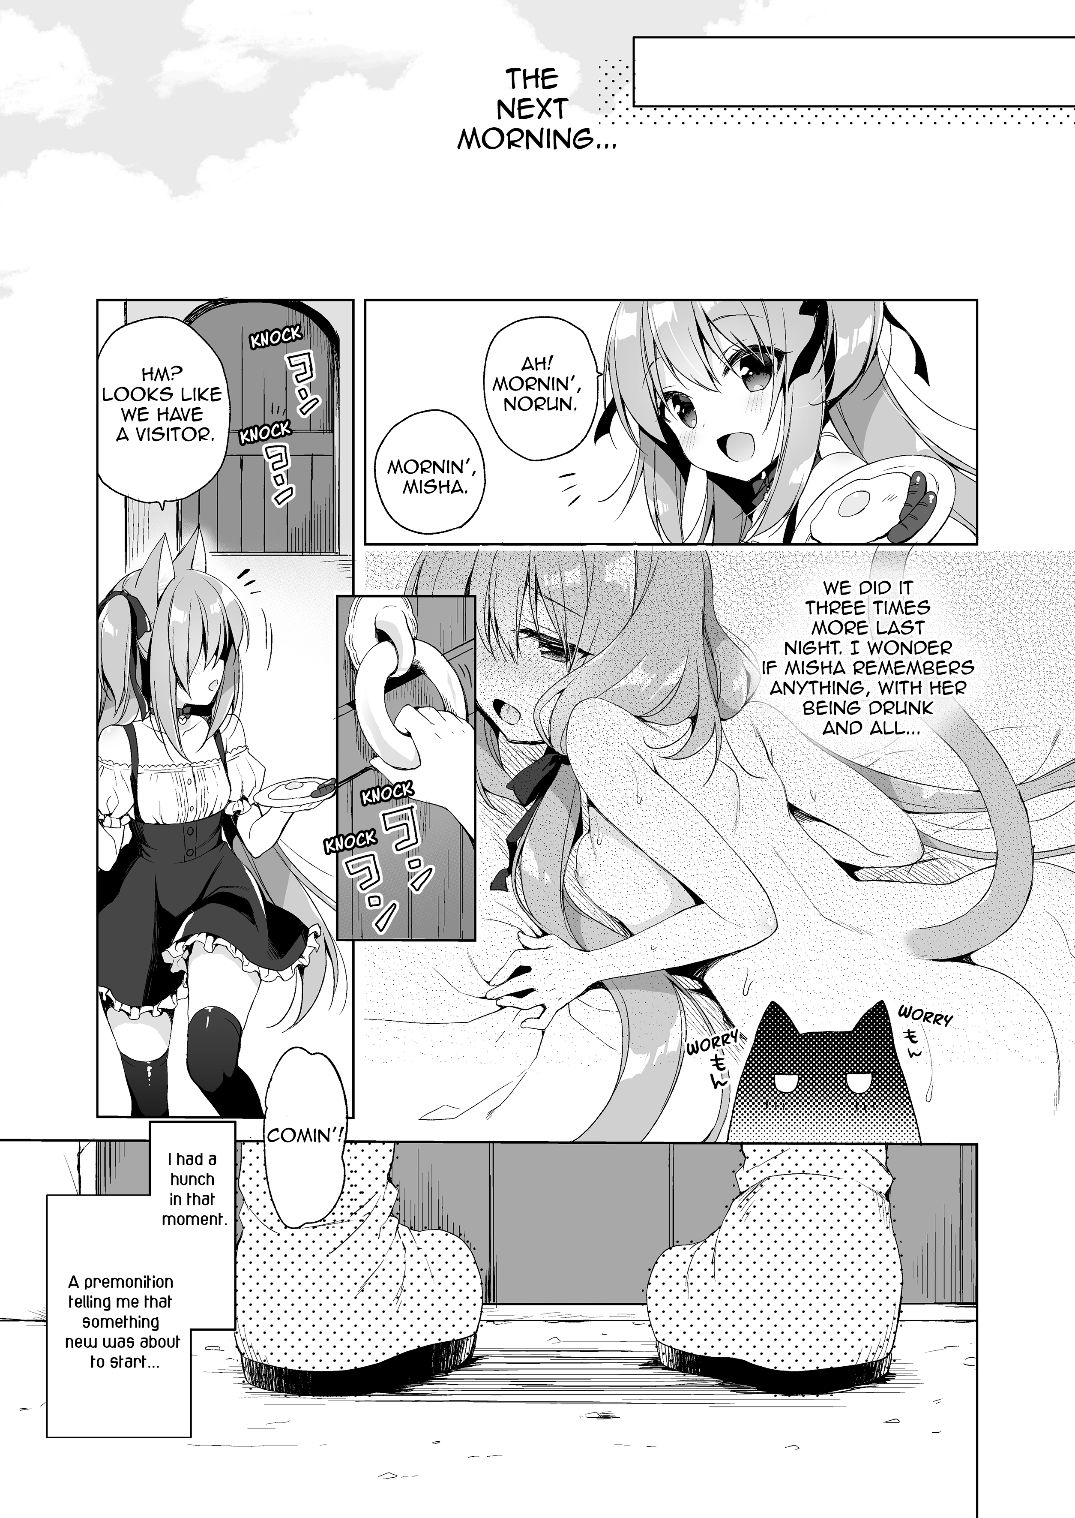 THE
NEXT
MORNING...
AH!
MORNIN',
NORUN.
MORNIN',
MISHA.
WE DID IT
THREE TIMES
MORE LAST
NIGHT. I WONDER
IF MISHA REMEMBERS
ANYTHING, WITH HER
BEING DRUNK
AND ALL...
WORRY
もん
WORRY
もん
KNOCK
コン
KNOCK
コン
HM?
LOOKS LIKE
WE HAVE
A VISITOR.
KNOCK
コン
KNOCK
コン
COMIN'!
I had a
hunch
in that
moment.
A premonition
telling me that
something
new was about
to start...